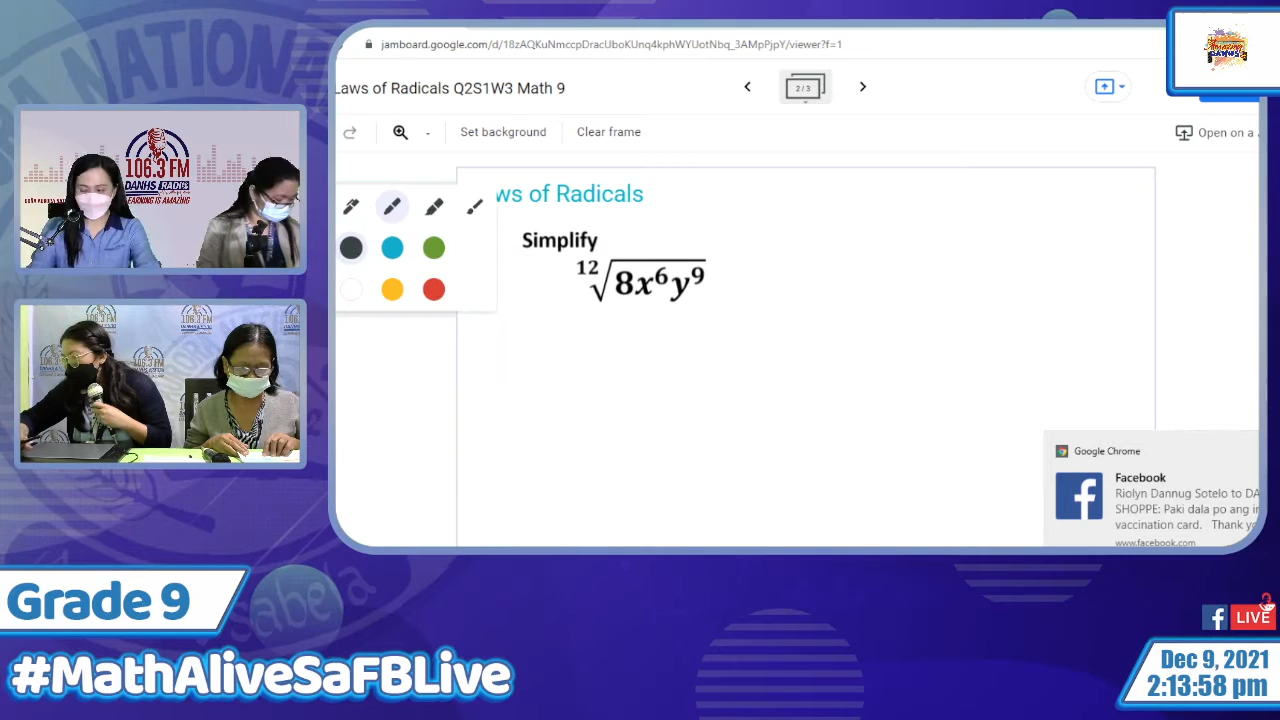 jamboard.google.com/d/18zAQKuNmccpDracUboKUnq4kphWYUotNbq_3AMpPjpY/viewer?f=1
Laws of Radicals Q2S1W3 Math 9
2/3
Set background
Clear frame
Open on a
ws of Radicals
Simplify
¹²√8x⁶y⁹
106.3 FM
DANHS RADIO
LEARNING IS AMAZING
Google Chrome
Facebook
Riolyn Dannug Sotelo to DA
SHOPPE: Paki dala po ang
vaccination card. Thank
www.facebook.com
Grade 9
#MathAliveSaFBLive
LIVE
Dec 9, 2021
2:13:58 pm